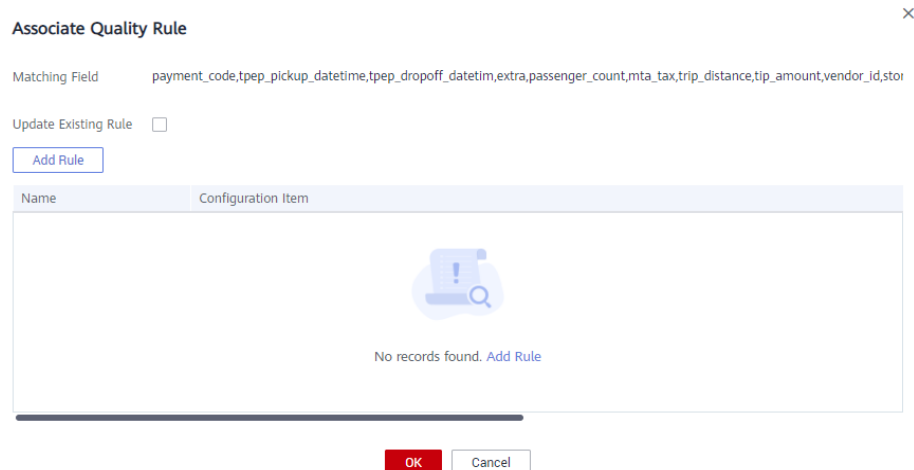 Associate Quality Rule
Matching Field payment_code,tpep_pickup_datetime,tpep_dropoff_datetim,extra,passenger_count,mta_tax,trip_distance,tip_amount,vendor_id,stor
Update Existing Rule
Add Rule
Name Configuration Item
No records found. Add Rule
OK Cancel